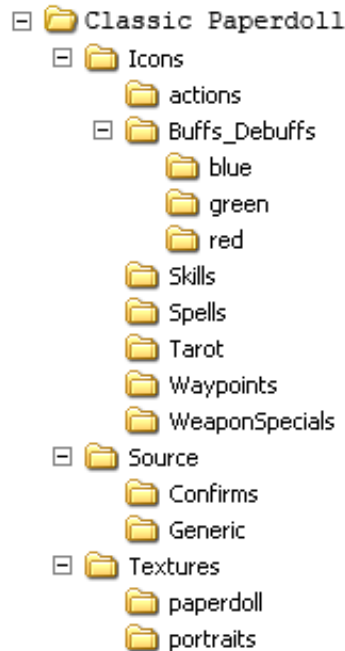 Classic Paperdoll
Icons
actions
Buffs_Debuffs
blue
green
red
Skills
Spells
Tarot
Waypoints
WeaponSpecials
Source
Confirms
Generic
Textures
paperdoll
portraits